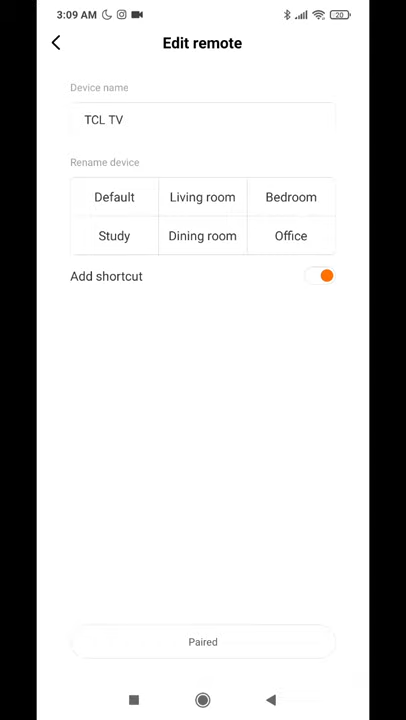 3:09 AM 20
Edit remote
Device name
TCL TV
Rename device
Default Living room Bedroom
Study Dining room Office
Add shortcut
Paired